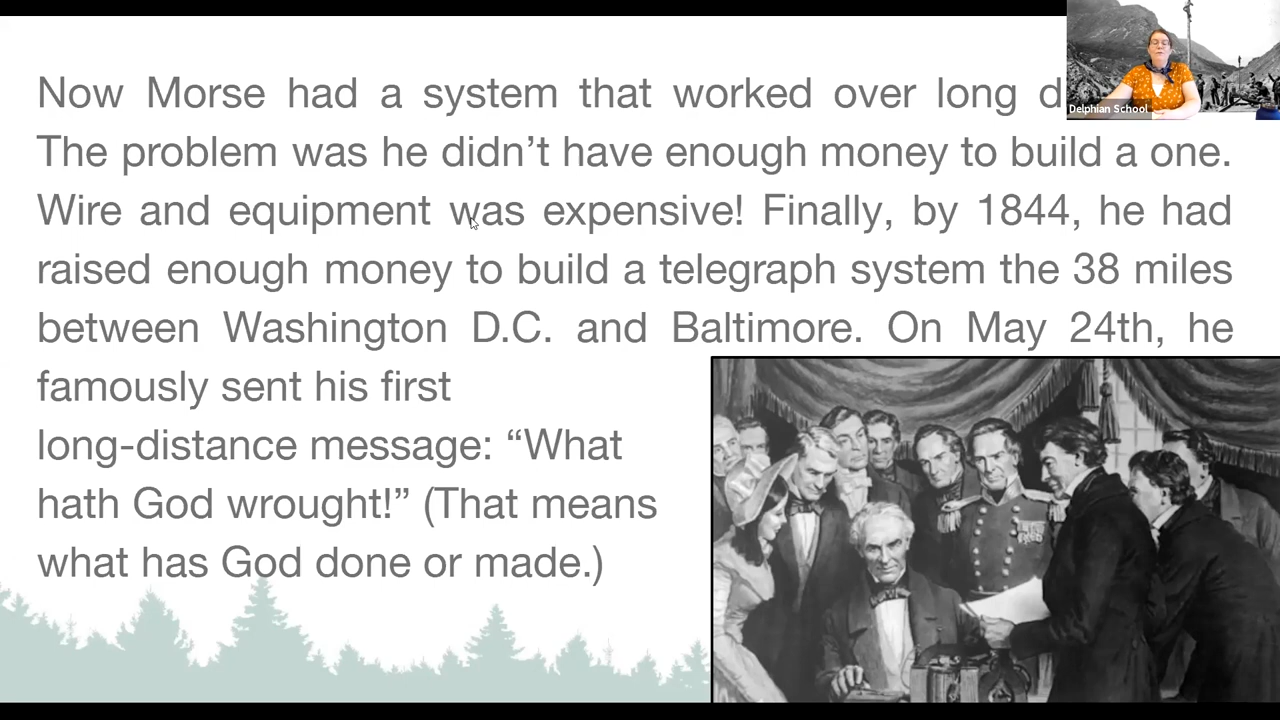 Now Morse had a system that worked over long
The problem was he didn't have enough money to build a one.
Wire and equipment was expensive! Finally, by 1844, he had
raised enough money to build a telegraph system the 38 miles
between Washington D.C. and Baltimore. On May 24th, he
famously sent his first
long-distance message: “What
hath God wrought!” (That means
what has God done or made.)
Delphian School